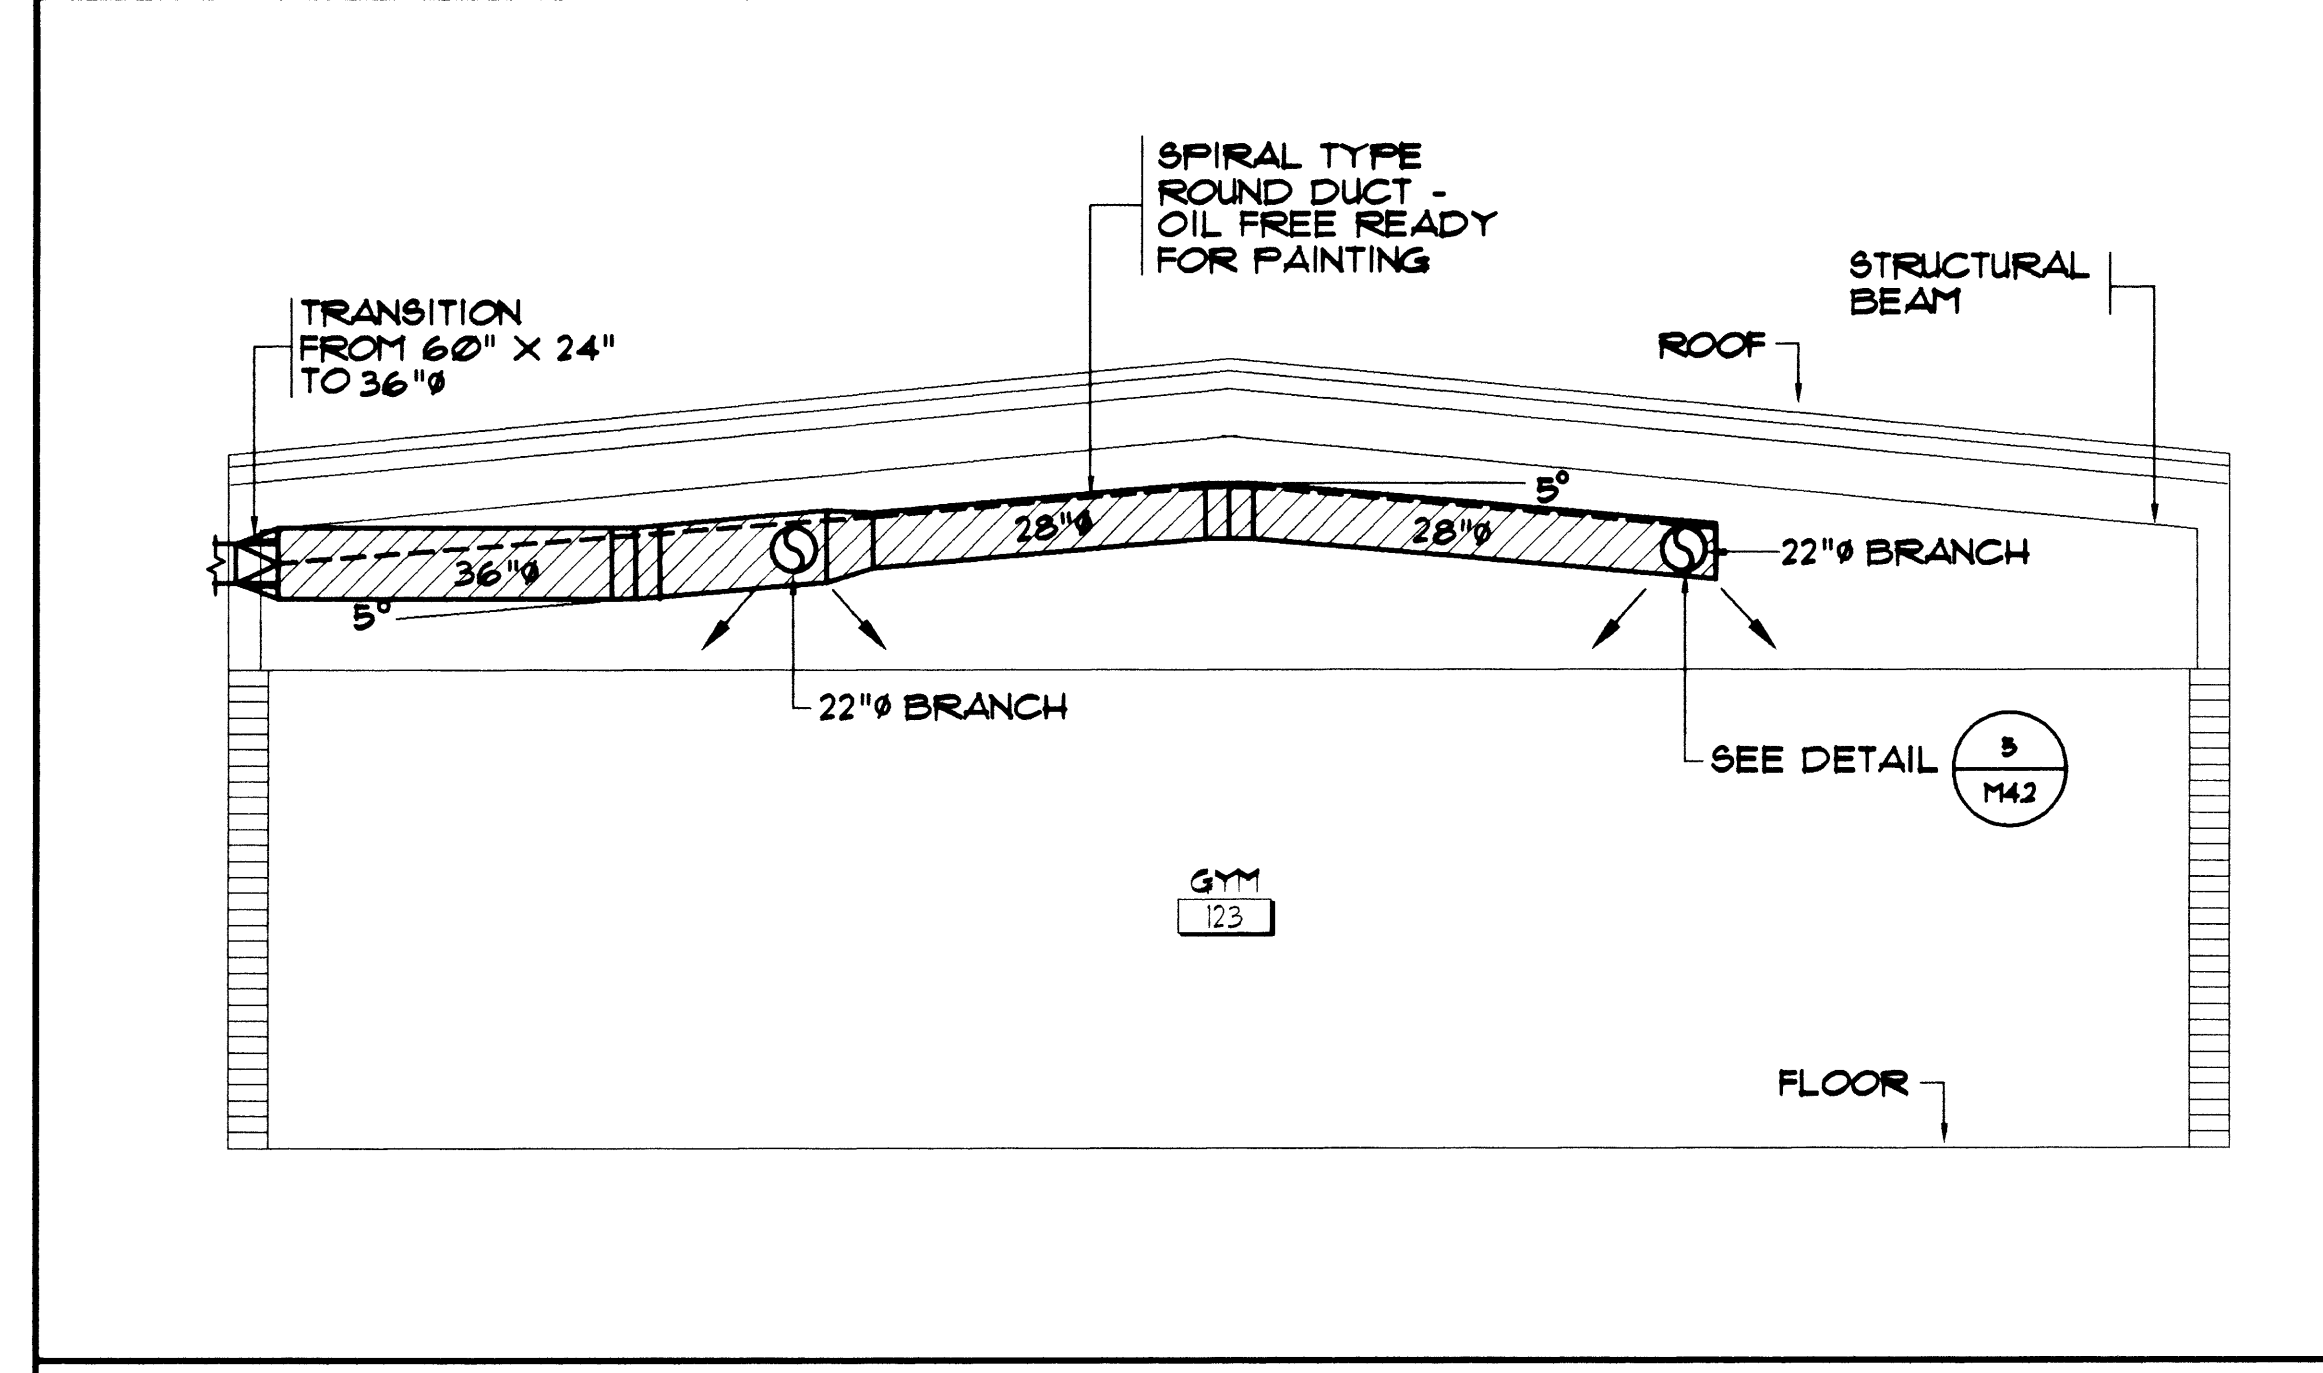 SPIRAL TYPE
ROUND DUCT -
OIL FREE READY
FOR PAINTING
STRUCTURAL
BEAM
TRANSITION
FROM 60" X 24"
TO 36"ø
ROOF
5°
28"ø
28"ø
36"ø
22"ø BRANCH
5°
22"ø BRANCH
SEE DETAIL
5
M4.2
GYM
123
FLOOR